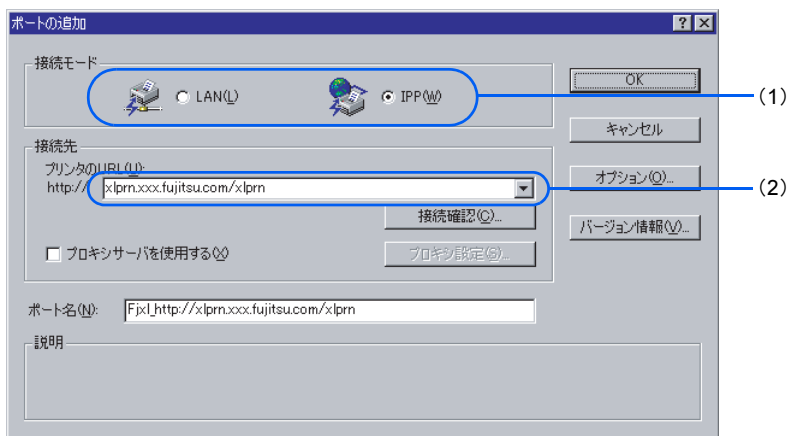 ポートの追加
接続モード
LAN(L)
IPP(W)
OK
(1)
キャンセル
接続先
プリンタのURL(U):
http://
xlprn.xxx.fujitsu.com/xlprn
オプション(O)...
(2)
接続確認(C)...
バージョン情報(V)...
プロキシサーバを使用する(X)
プロキシ設定(S)...
ポート名(N):
Fjxl_http://xlprn.xxx.fujitsu.com/xlprn
説明